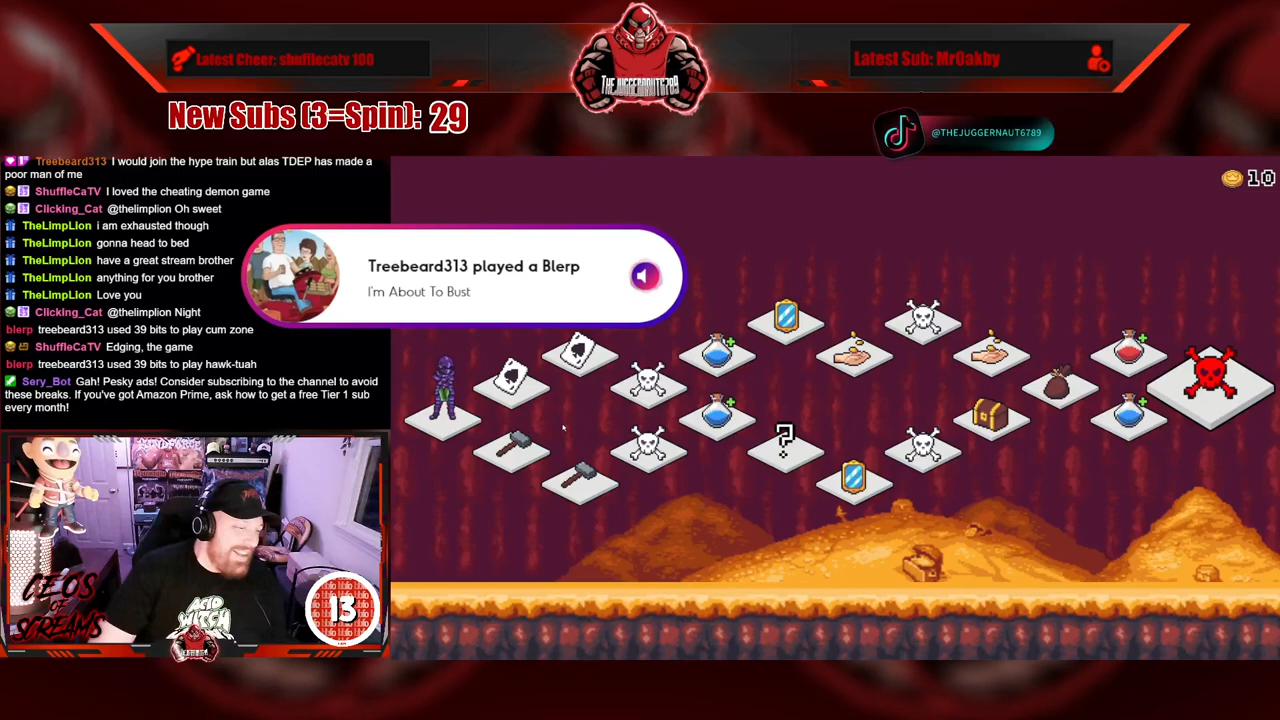 Latest Cheer: shufflecatv 100
THEJUGGERNAUT6789
Latest Sub: MrOakby
New Subs (3=Spin): 29
@THEJUGGERNAUT6789
Treebeard313 I would join the hype train but alas TDEP has made a
poor man of me
ShuffleCaTV I loved the cheating demon game
Clicking_Cat @thelimplion Oh sweet
TheLimpLIon i am exhausted though
TheLimpLIon gonna head to bed
TheLimpLIon have a great stream brother
TheLimpLIon anything for you brother
TheLimpLIon Love you
Clicking_Cat @thelimplion Night
blerp treebeard313 used 39 bits to play cum zone
ShuffleCaTV Edging, the game
blerp treebeard313 used 39 bits to play hawk-tuah
Sery_Bot Gah! Pesky ads! Consider subscribing to the channel to avoid
these breaks. If you've got Amazon Prime, ask how to get a free Tier 1 sub
every month!
Treebeard313 played a Blerp
I'm About To Bust
10
?
CEOS
OF
SCREAMS
ACID
WITCH
13